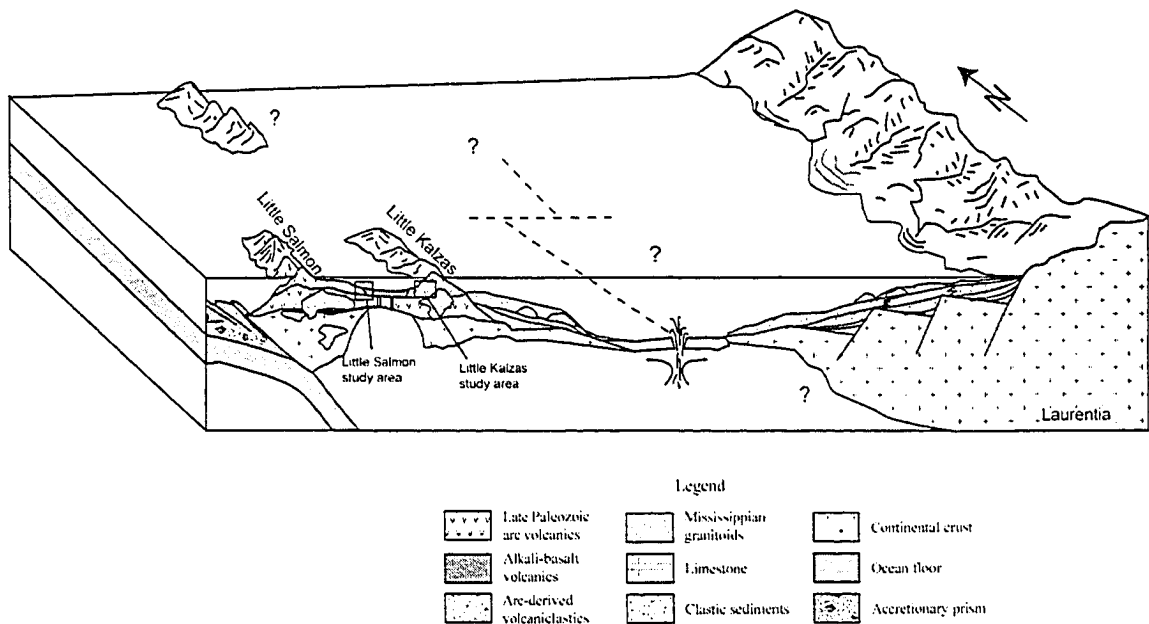 ?
N
?
Little Salmon
Little Kalzas
?
Little Salmon
study area
Little Kalzas
study area
?
Laurentia
Legend
Late Paleozoic
arc volcanics
Mississippian
granitoids
Continental crust
Alkali-basalt
volcanics
Limestone
Ocean floor
Arc-derived
volcaniclastics
Clastic sediments
Accretionary prism